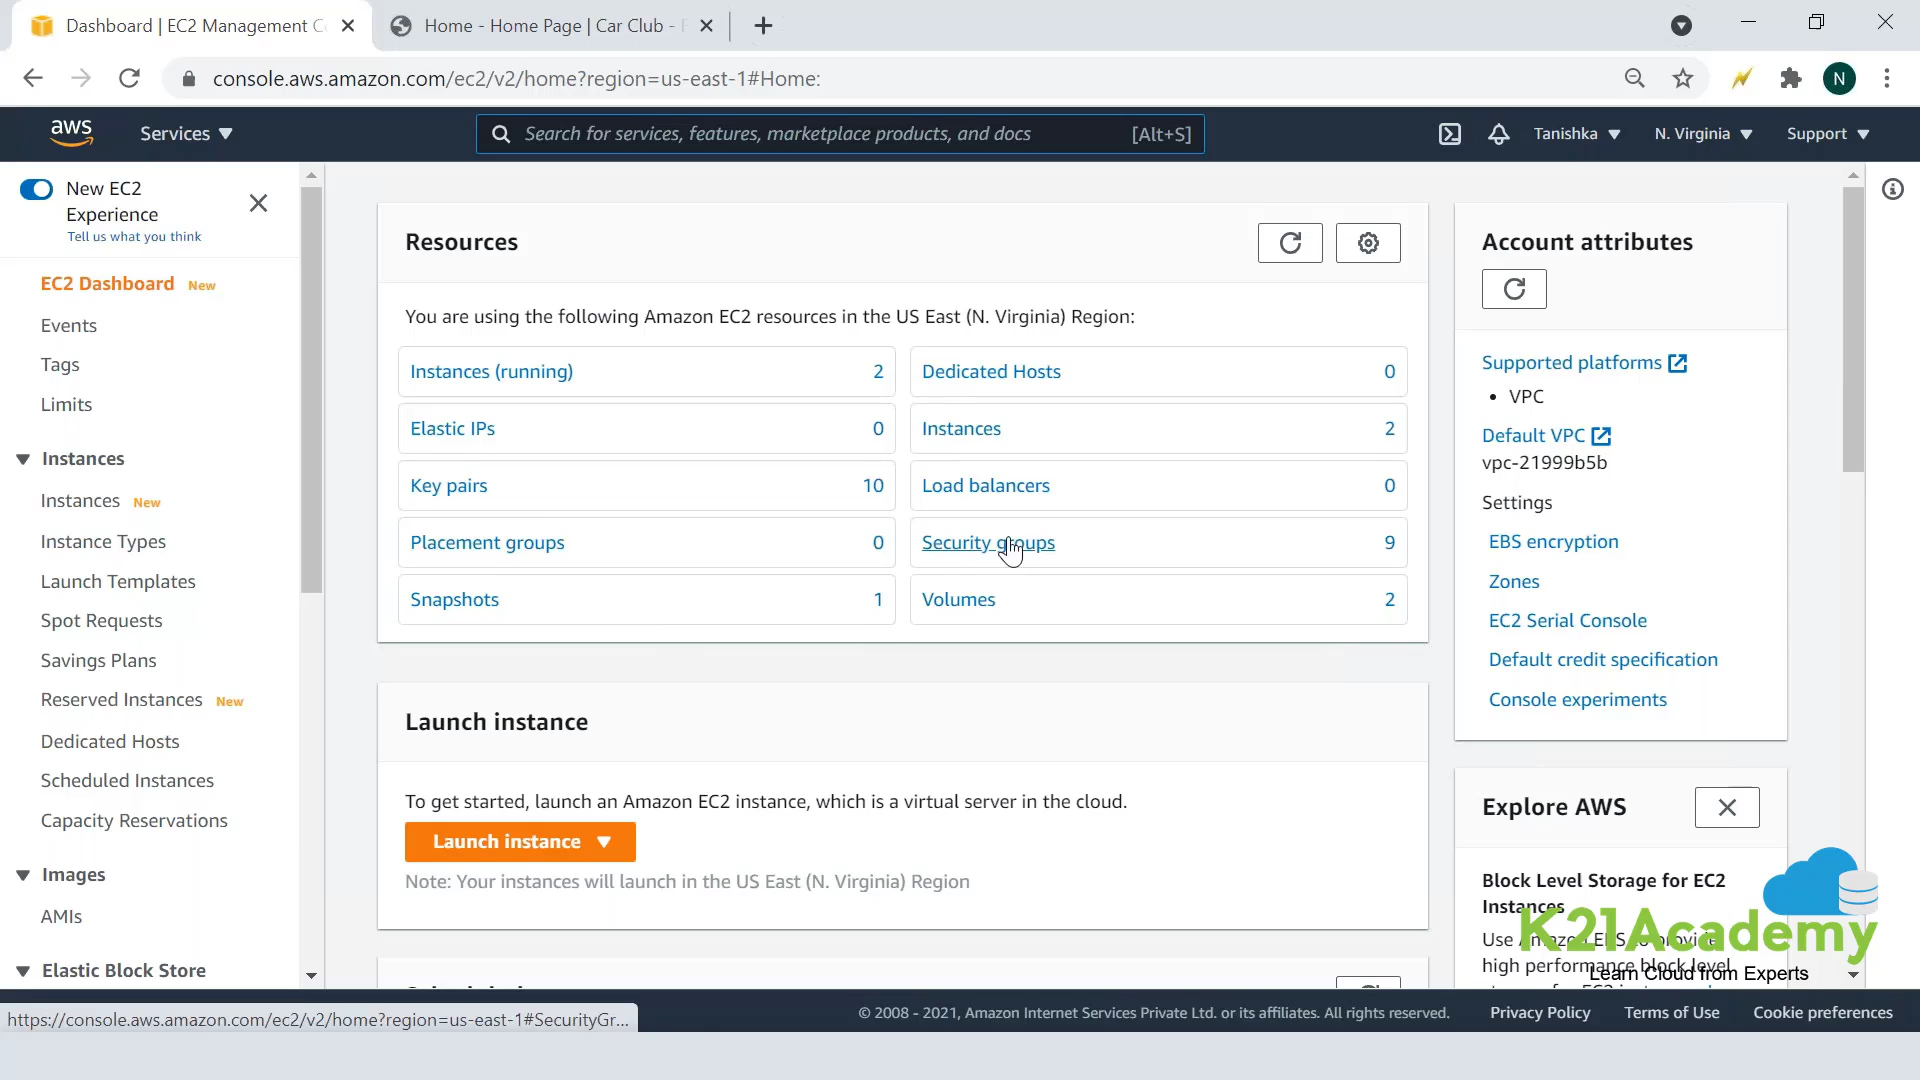 Dashboard | EC2 Management C
Home - Home Page | Car Club -
console.aws.amazon.com/ec2/v2/home?region=us-east-1#Home:
N
aws
Services
Search for services, features, marketplace products, and docs
[Alt+S]
Tanishka
N. Virginia
Support
New EC2
Experience
Tell us what you think
EC2 Dashboard New
Events
Tags
Limits
Instances
Instances New
Instance Types
Launch Templates
Spot Requests
Savings Plans
Reserved Instances New
Dedicated Hosts
Scheduled Instances
Capacity Reservations
Images
AMIs
Elastic Block Store
Resources
You are using the following Amazon EC2 resources in the US East (N. Virginia) Region:
Instances (running) 2
Dedicated Hosts 0
Elastic IPs 0
Instances 2
Key pairs 10
Load balancers 0
Placement groups 0
Security groups 9
Snapshots 1
Volumes 2
Launch instance
To get started, launch an Amazon EC2 instance, which is a virtual server in the cloud.
Launch instance
Note: Your instances will launch in the US East (N. Virginia) Region
Account attributes
Supported platforms
• VPC
Default VPC
vpc-21999b5b
Settings
EBS encryption
Zones
EC2 Serial Console
Default credit specification
Console experiments
Explore AWS
Block Level Storage for EC2
Instances
Use Amazon EBS to provide
high performance block level
K21Academy
Learn Cloud from Experts
https://console.aws.amazon.com/ec2/v2/home?region=us-east-1#SecurityGr...
© 2008 - 2021, Amazon Internet Services Private Ltd. or its affiliates. All rights reserved.
Privacy Policy
Terms of Use
Cookie preferences